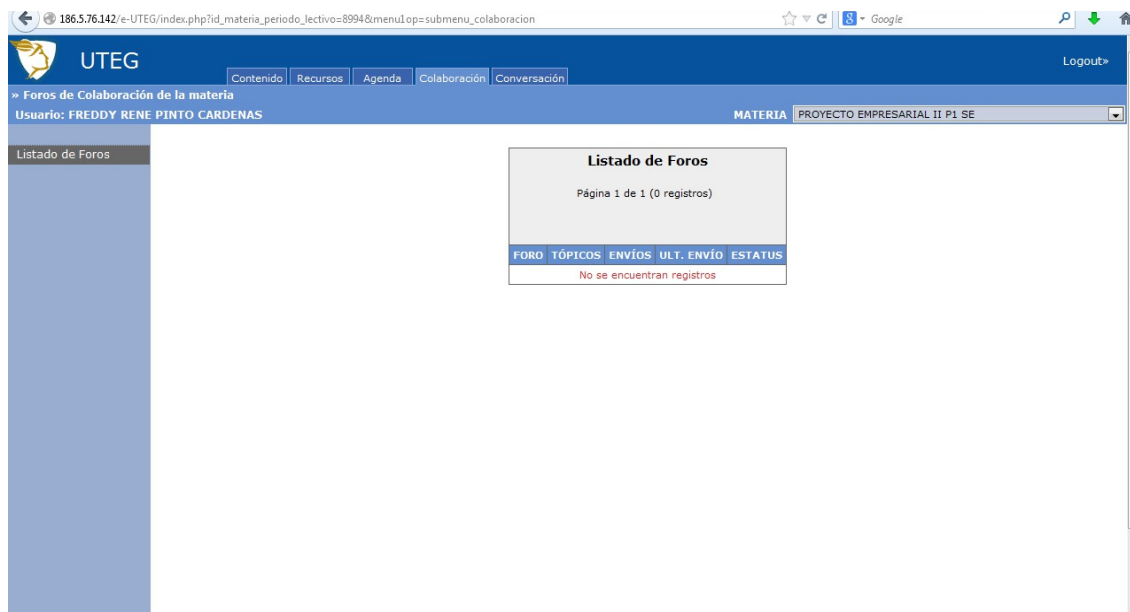 186.5.76.142/e-UTEG/index.php?id_materia_periodo_lectivo=8994&menu1op=submenu_colaboracion
8 Google
UTEG
Logout»
Contenido Recursos Agenda Colaboración Conversación
» Foros de Colaboración de la materia
Usuario: FREDDY RENE PINTO CARDENAS
MATERIA PROYECTO EMPRESARIAL II P1 SE
Listado de Foros
Listado de Foros
Página 1 de 1 (0 registros)
FORO TÓPICOS ENVÍOS ULT. ENVÍO ESTATUS
No se encuentran registros